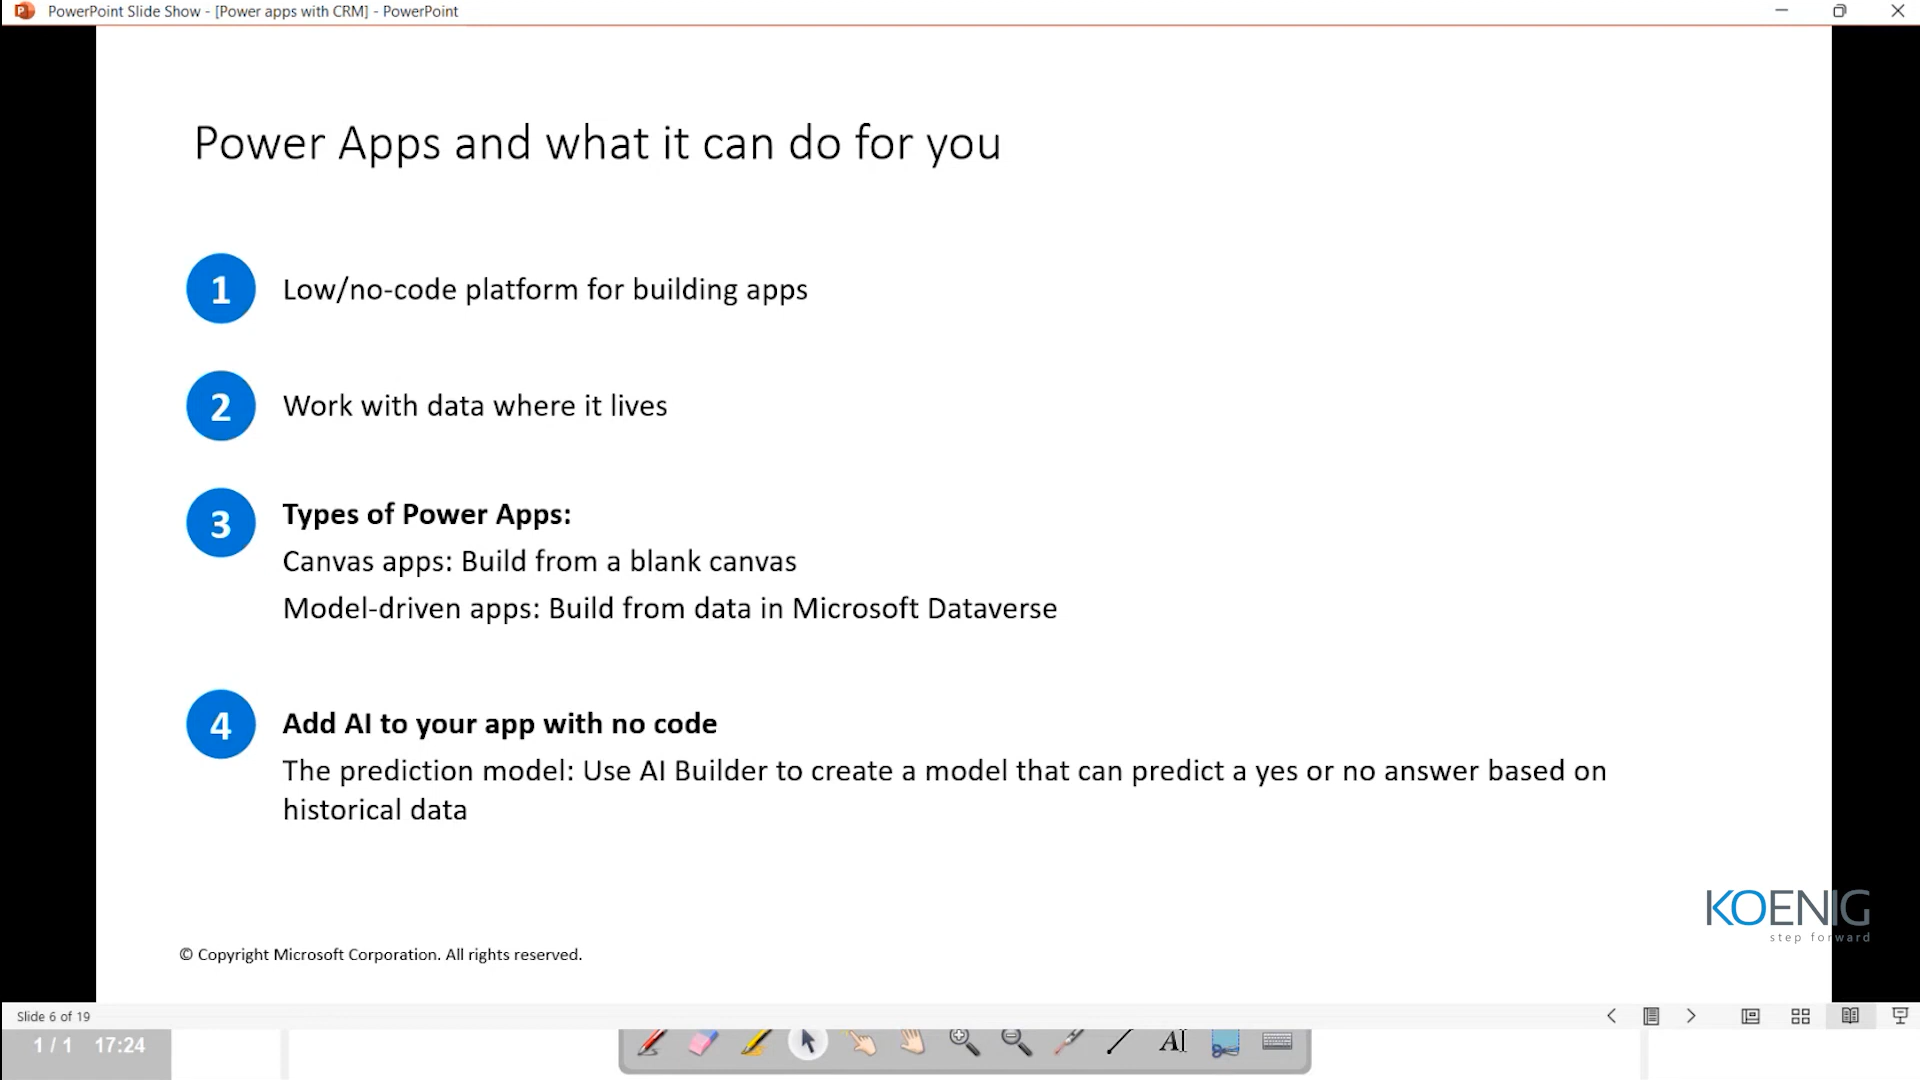 PowerPoint Slide Show - [Power apps with CRM] - PowerPoint
Power Apps and what it can do for you
1 Low/no-code platform for building apps
2 Work with data where it lives
3 Types of Power Apps:
Canvas apps: Build from a blank canvas
Model-driven apps: Build from data in Microsoft Dataverse
4 Add AI to your app with no code
The prediction model: Use AI Builder to create a model that can predict a yes or no answer based on
historical data
KOENIG
step forward
© Copyright Microsoft Corporation. All rights reserved.
Slide 6 of 19
1 / 1 17:24
AI